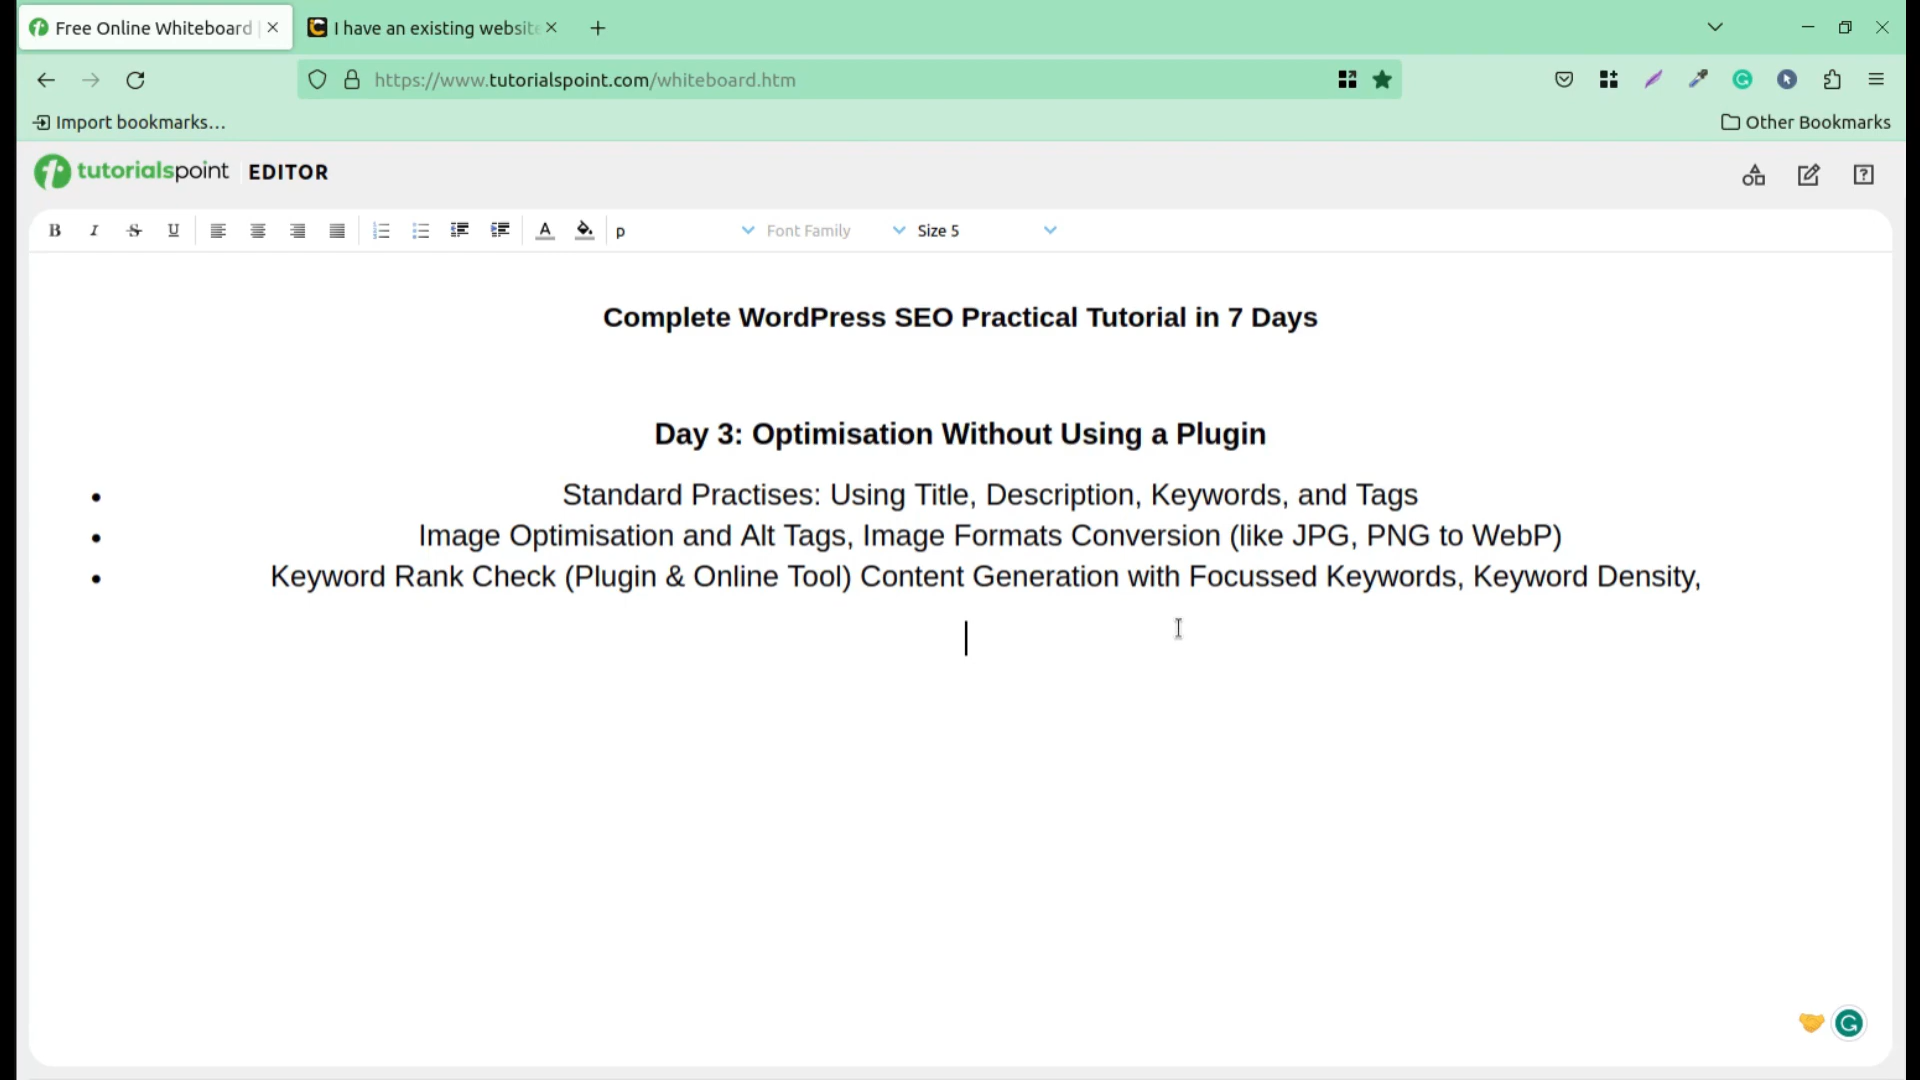 Free Online Whiteboard
I have an existing website
https://www.tutorialspoint.com/whiteboard.htm
Import bookmarks...
Other Bookmarks
tutorialspoint EDITOR
B I S U A p Font Family Size 5
Complete WordPress SEO Practical Tutorial in 7 Days
Day 3: Optimisation Without Using a Plugin
• Standard Practises: Using Title, Description, Keywords, and Tags
• Image Optimisation and Alt Tags, Image Formats Conversion (like JPG, PNG to WebP)
• Keyword Rank Check (Plugin & Online Tool) Content Generation with Focussed Keywords, Keyword Density,